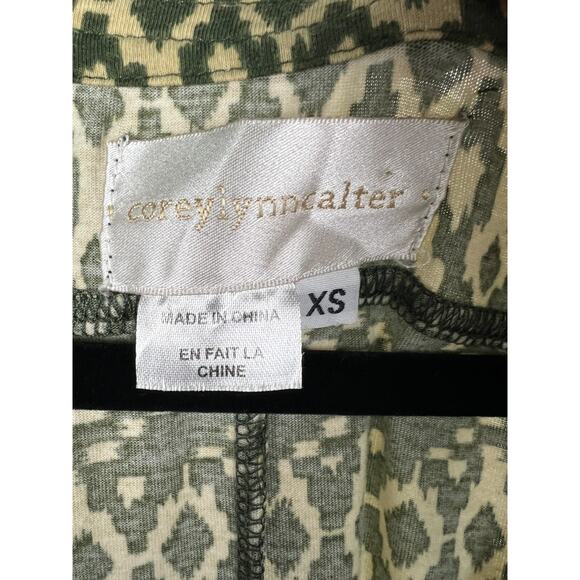 coreylynncalter
XS
MADE IN CHINA
EN FAIT LA
CHINE